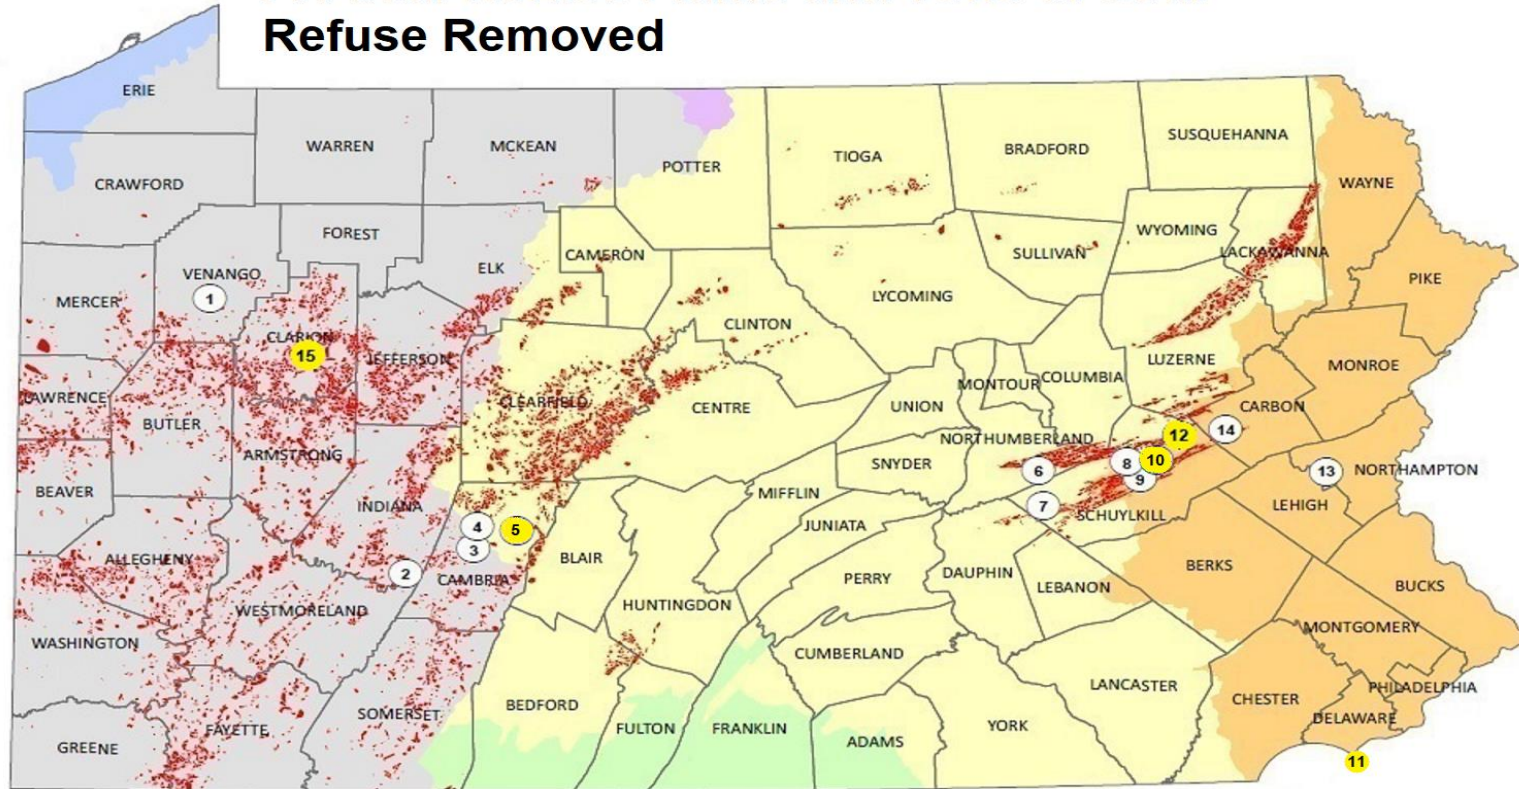 Refuse Removed
ERIE
WARREN
MCKEAN
POTTER
TIOGA
BRADFORD
SUSQUEHANNA
WAYNE
CRAWFORD
FOREST
WYOMING
VENANGO
ELK
CAMERON
SULLIVAN
LACKAWANNA
PIKE
MERCER
1
LYCOMING
CLARION
15
JEFFERSON
CLINTON
LUZERNE
MONROE
LAWRENCE
BUTLER
CLEARFIELD
CENTRE
UNION
MONTOUR
COLUMBIA
CARBON
ARMSTRONG
NORTHUMBERLAND
12
14
BEAVER
SNYDER
6
8
10
9
13
NORTHAMPTON
INDIANA
MIFFLIN
7
SCHUYLKILL
LEHIGH
4
5
3
JUNIATA
ALLEGHENY
2
CAMBRIA
BLAIR
PERRY
DAUPHIN
LEBANON
BERKS
BUCKS
WESTMORELAND
HUNTINGDON
WASHINGTON
CUMBERLAND
MONTGOMERY
LANCASTER
PHILADELPHIA
SOMERSET
BEDFORD
CHESTER
DELAWARE
GREENE
FAYETTE
FULTON
FRANKLIN
ADAMS
YORK
11